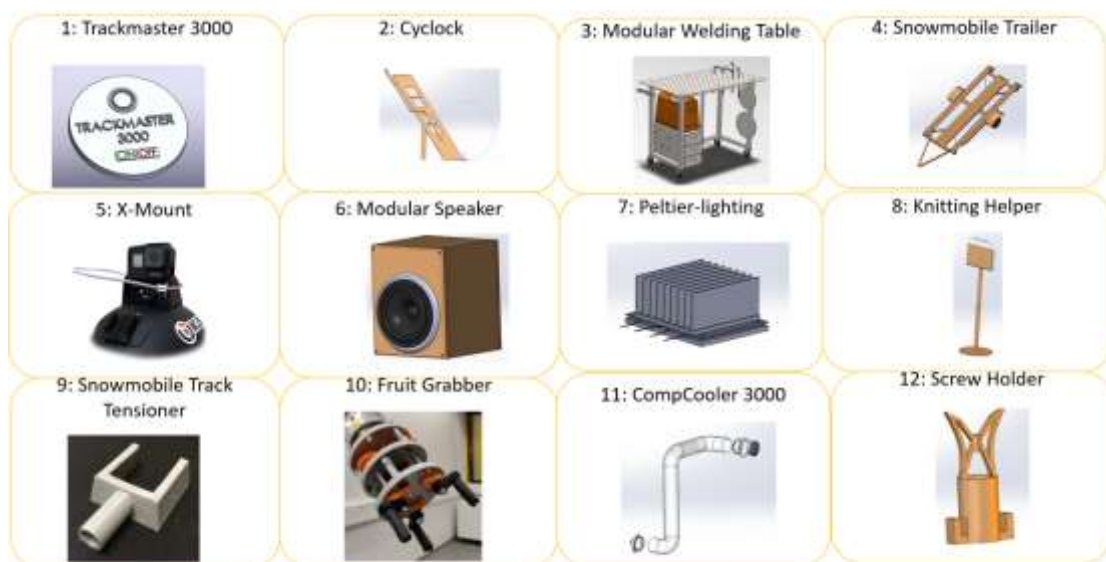 1: Trackmaster 3000
2: Cyclock
3: Modular Welding Table
4: Snowmobile Trailer
TRACKMASTER
3000
ON/OFF
5: X-Mount
6: Modular Speaker
7: Peltier-lighting
8: Knitting Helper
9: Snowmobile Track
Tensioner
10: Fruit Grabber
11: CompCooler 3000
12: Screw Holder